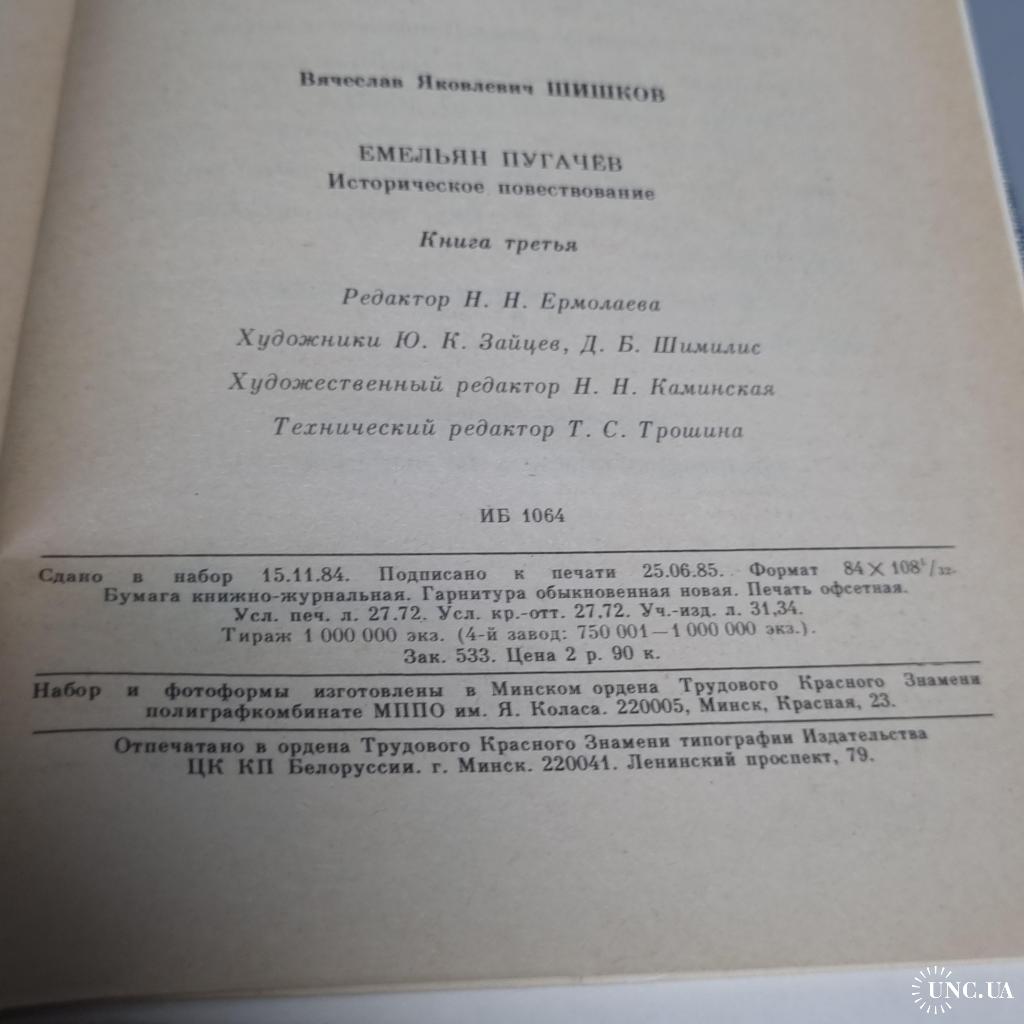 Вячеслав Яковлевич ШИШКОВ
ЕМЕЛЬЯН ПУГАЧЕВ
Историческое повествование
Книга третья
Редактор Н. Н. Ермолаева
Художники Ю. К. Зайцев, Д. Б. Шимилис
Художественный редактор Н. Н. Каминская
Технический редактор Т. С. Трошина
ИБ 1064
Сдано в набор 15.11.84. Подписано к печати 25.06.85. Формат 84×108¹/₃₂.
Бумага книжно-журнальная. Гарнитура обыкновенная новая. Печать офсетная.
Усл. печ. л. 27.72. Усл. кр.-отт. 27,72. Уч.-изд. л. 31,34.
Тираж 1 000 000 экз. (4-й завод: 750 001—1 000 000 экз.).
Зак. 533. Цена 2 р. 90 к.
Набор и фотоформы изготовлены в Минском ордена Трудового Красного Знамени
полиграфкомбинате МППО им. Я. Коласа. 220005, Минск, Красная, 23.
Отпечатано в ордена Трудового Красного Знамени типографии Издательства
ЦК КП Белоруссии. г. Минск. 220041. Ленинский проспект, 79.
UNC.UA